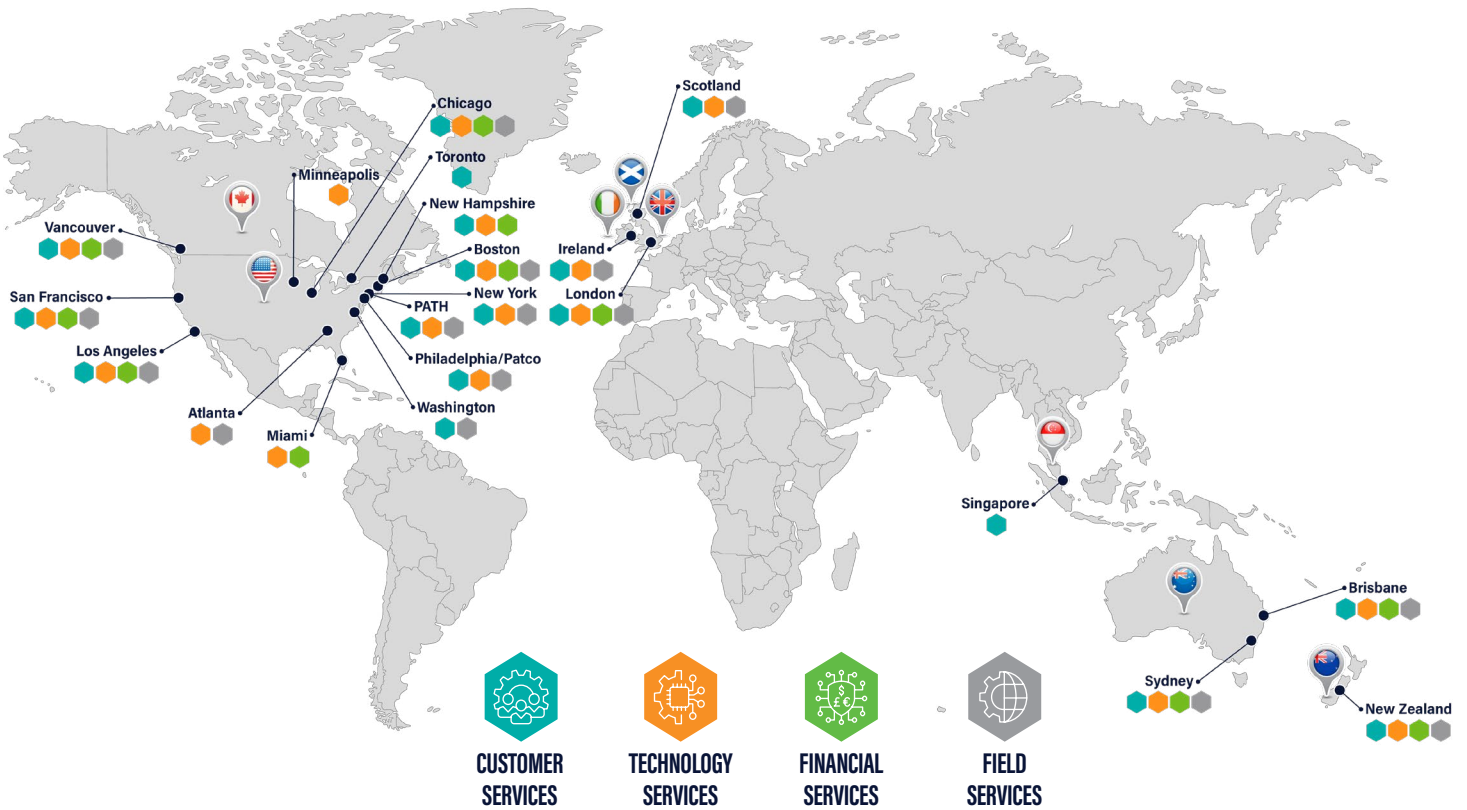 Scotland
Chicago
Toronto
Minneapolis
New Hampshire
Vancouver
Boston
Ireland
San Francisco
New York
London
PATH
Los Angeles
Philadelphia/Patco
Atlanta
Washington
Miami
Singapore
Brisbane
Sydney
New Zealand
$
£ €
CUSTOMER
SERVICES
TECHNOLOGY
SERVICES
FINANCIAL
SERVICES
FIELD
SERVICES